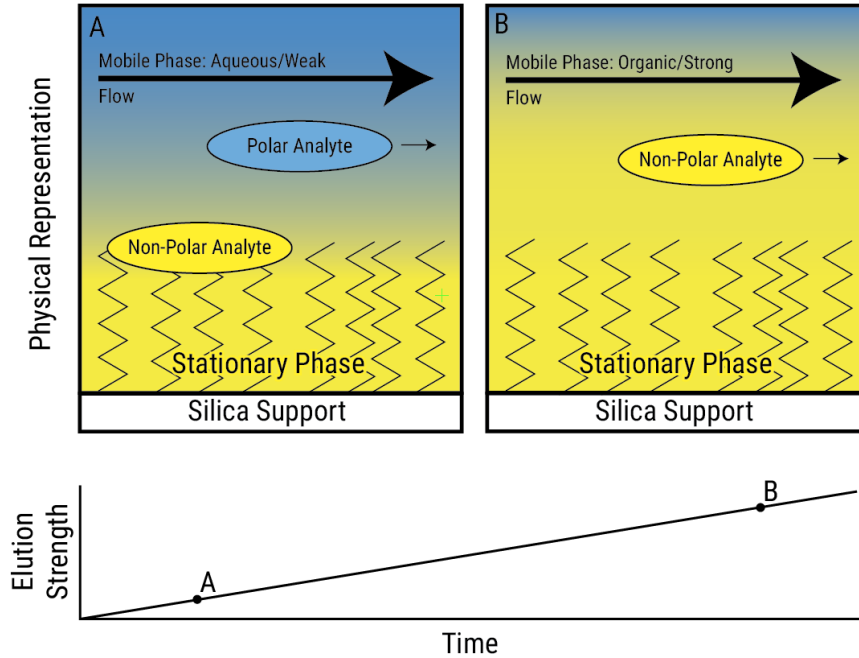 Physical Representation
A
Mobile Phase: Aqueous/Weak
Flow
Polar Analyte
Non-Polar Analyte
Stationary Phase
Silica Support
B
Mobile Phase: Organic/Strong
Flow
Non-Polar Analyte
Stationary Phase
Silica Support
Elution
Strength
A
B
Time